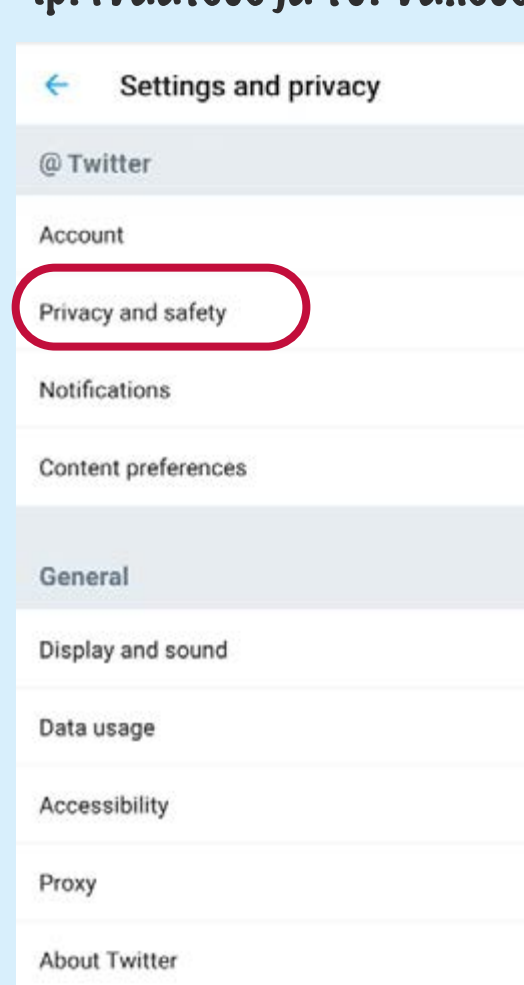 Settings and privacy
@ Twitter
Account
Privacy and safety
Notifications
Content preferences
General
Display and sound
Data usage
Accessibility
Proxy
About Twitter